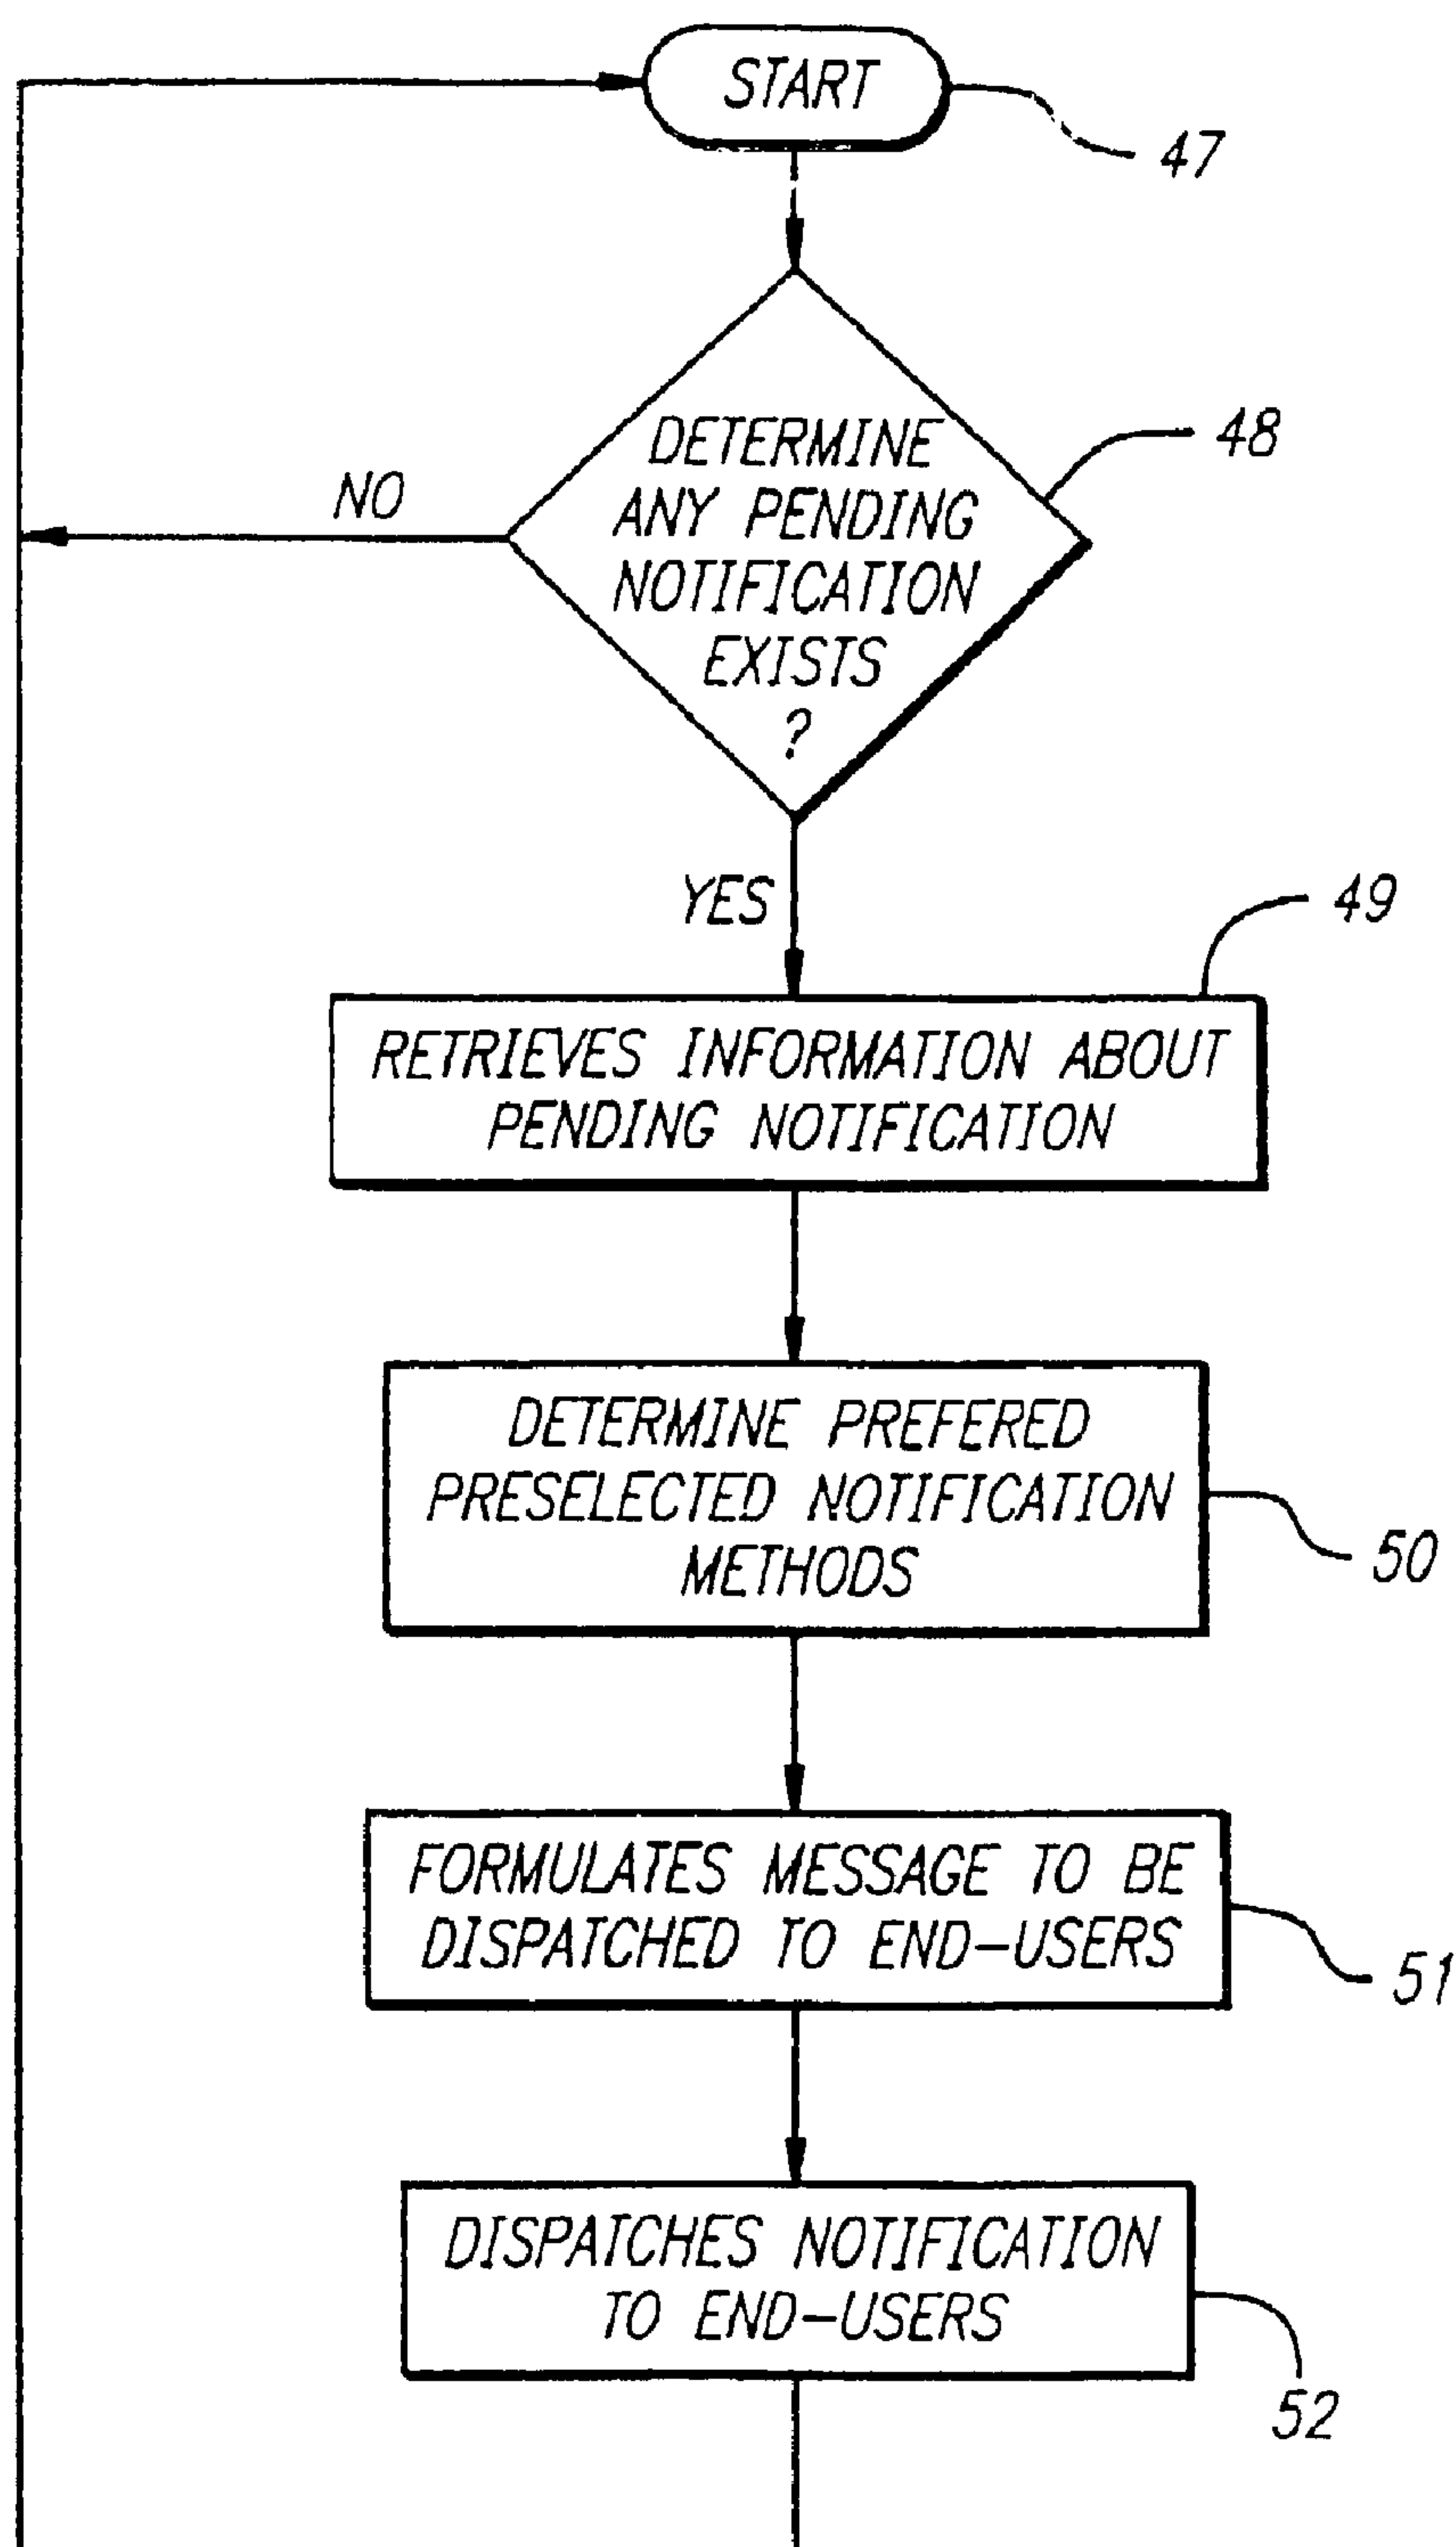 START
47
DETERMINE
ANY PENDING
NOTIFICATION
EXISTS
?
48
NO
YES
49
RETRIEVES INFORMATION ABOUT
PENDING NOTIFICATION
DETERMINE PREFERED
PRESELECTED NOTIFICATION
METHODS
50
FORMULATES MESSAGE TO BE
DISPATCHED TO END-USERS
51
DISPATCHES NOTIFICATION
TO END-USERS
52